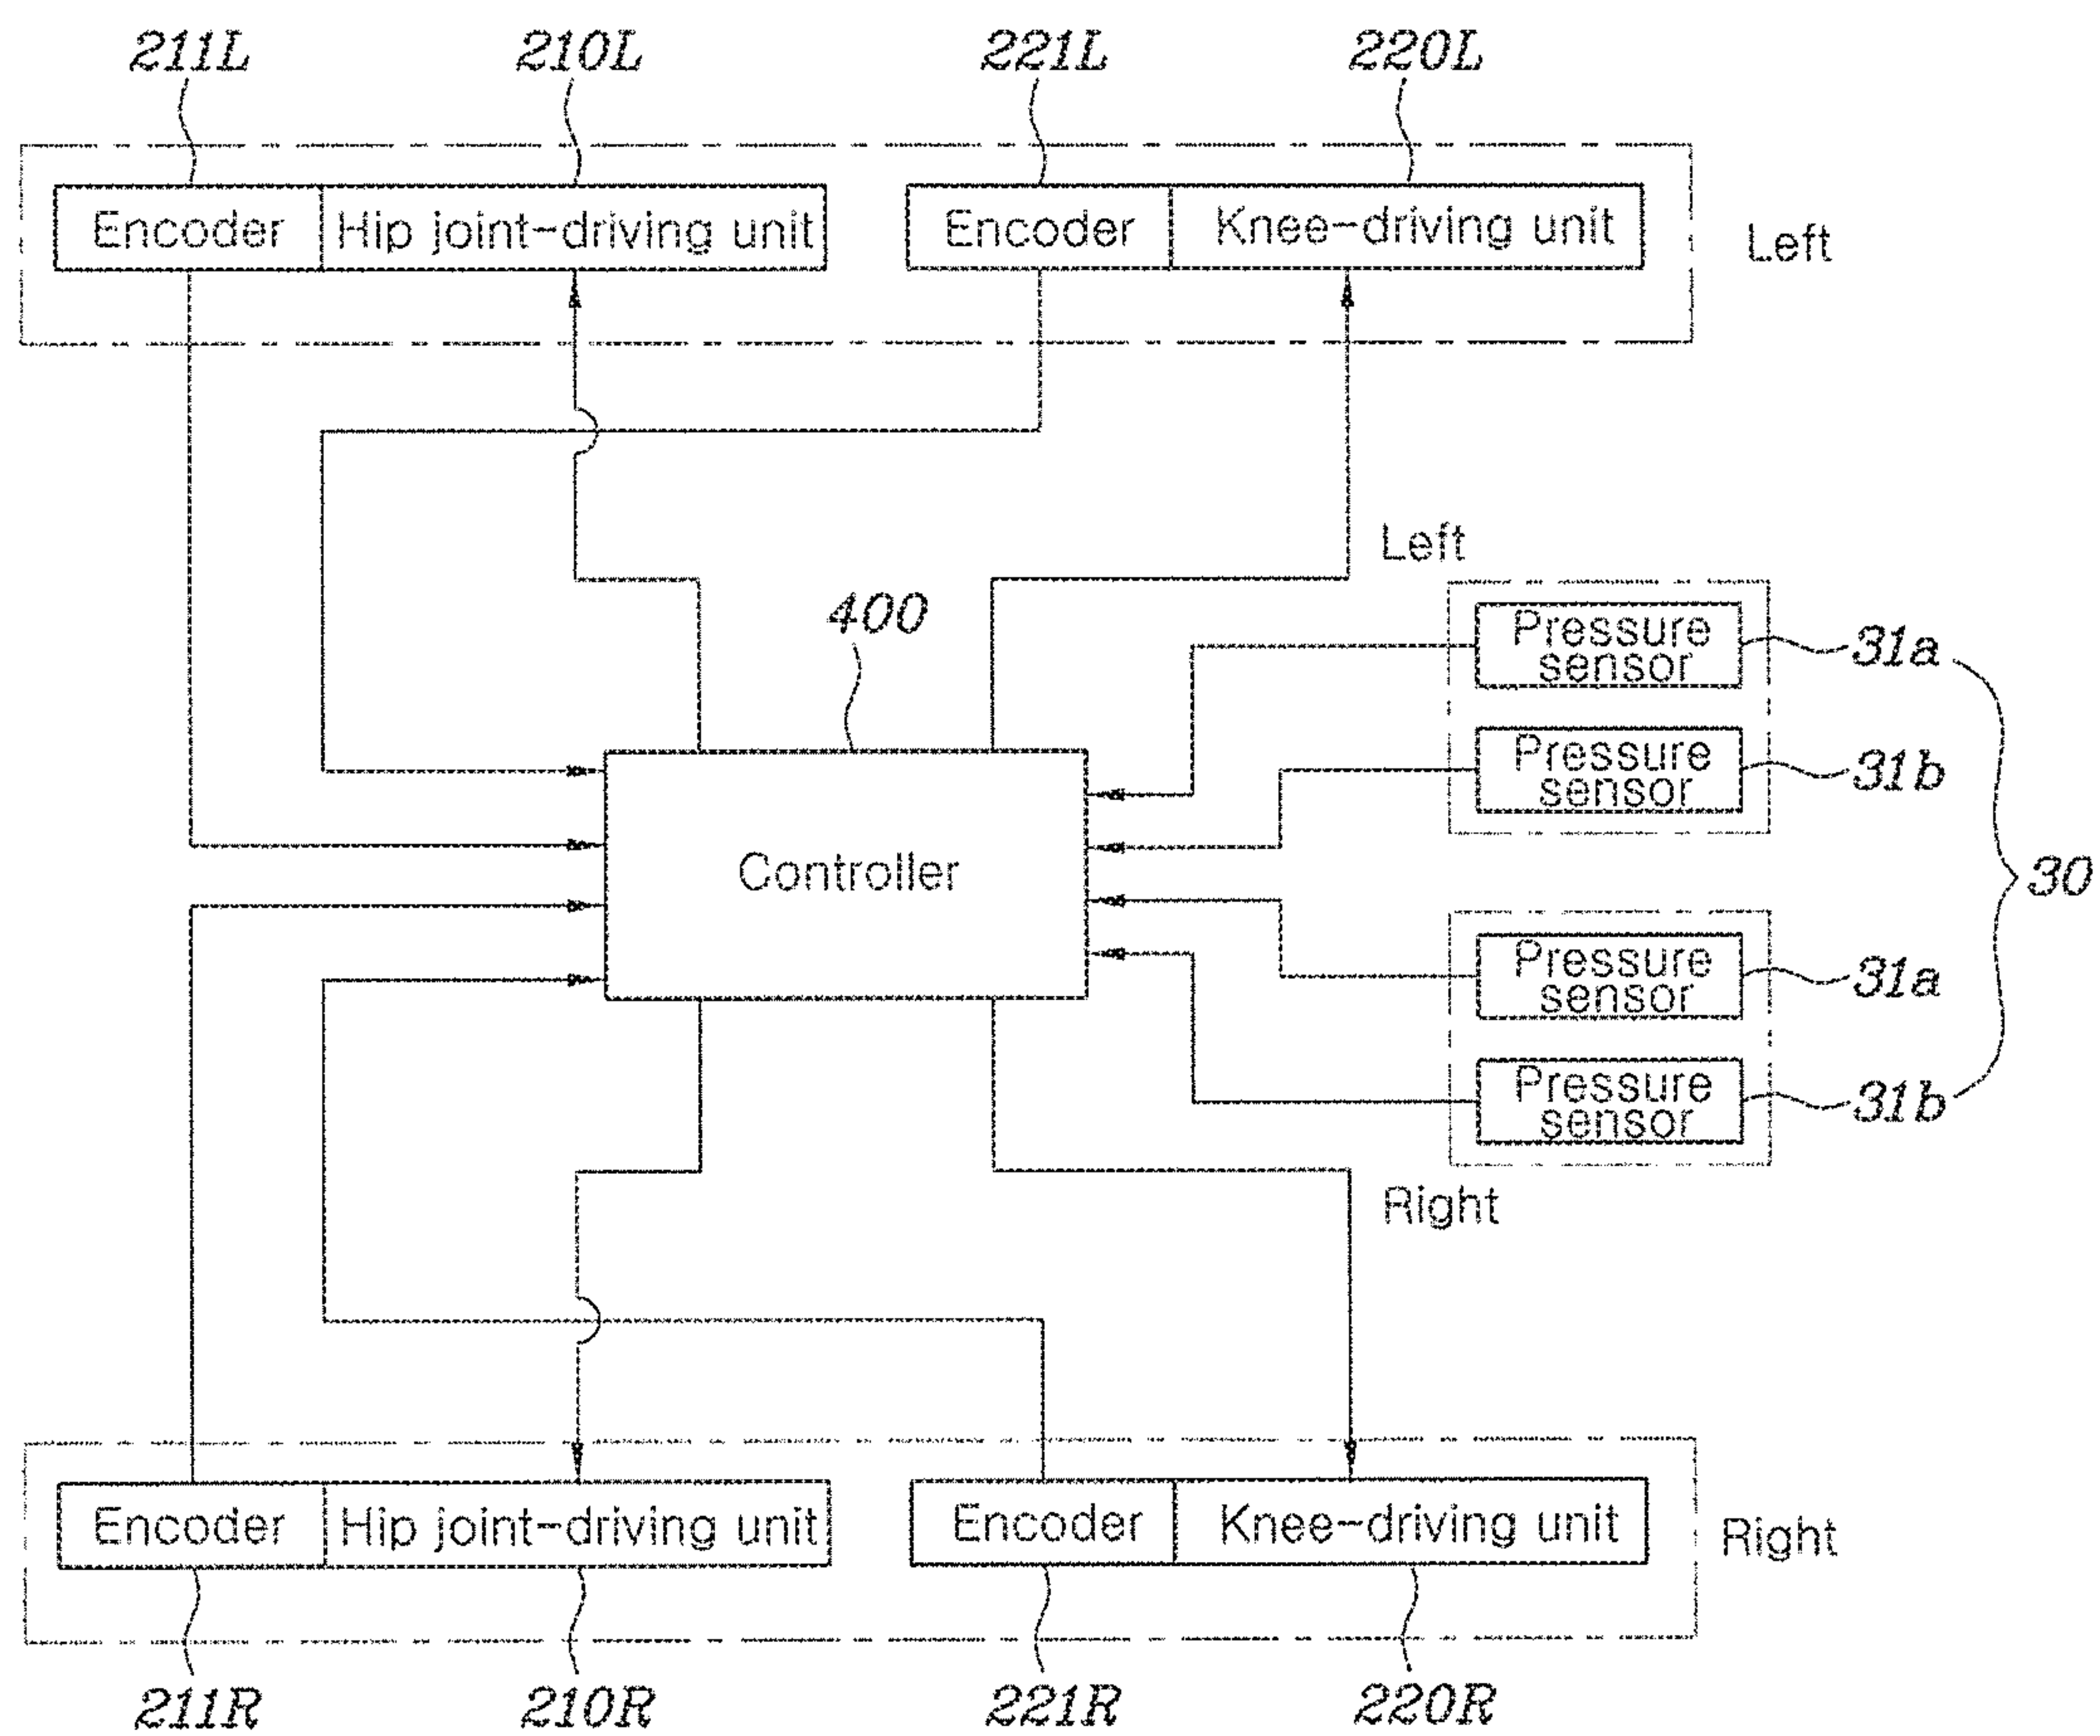 211L 210L 221L 220L
Encoder Hip joint-driving unit Encoder Knee-driving unit Left
Left
400
Pressure
sensor
31a
Pressure
sensor
31b
Controller
30
Pressure
sensor
31a
Pressure
sensor
31b
Right
Encoder Hip joint-driving unit Encoder Knee-driving unit Right
211R 210R 221R 220R